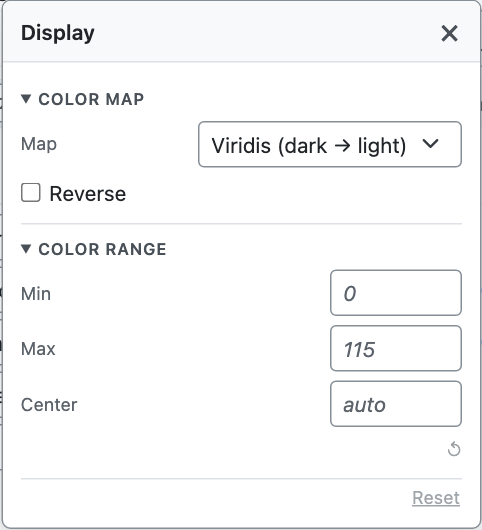 Display
COLOR MAP
Map
Viridis (dark → light)
Reverse
COLOR RANGE
Min
0
Max
115
Center
auto
Reset